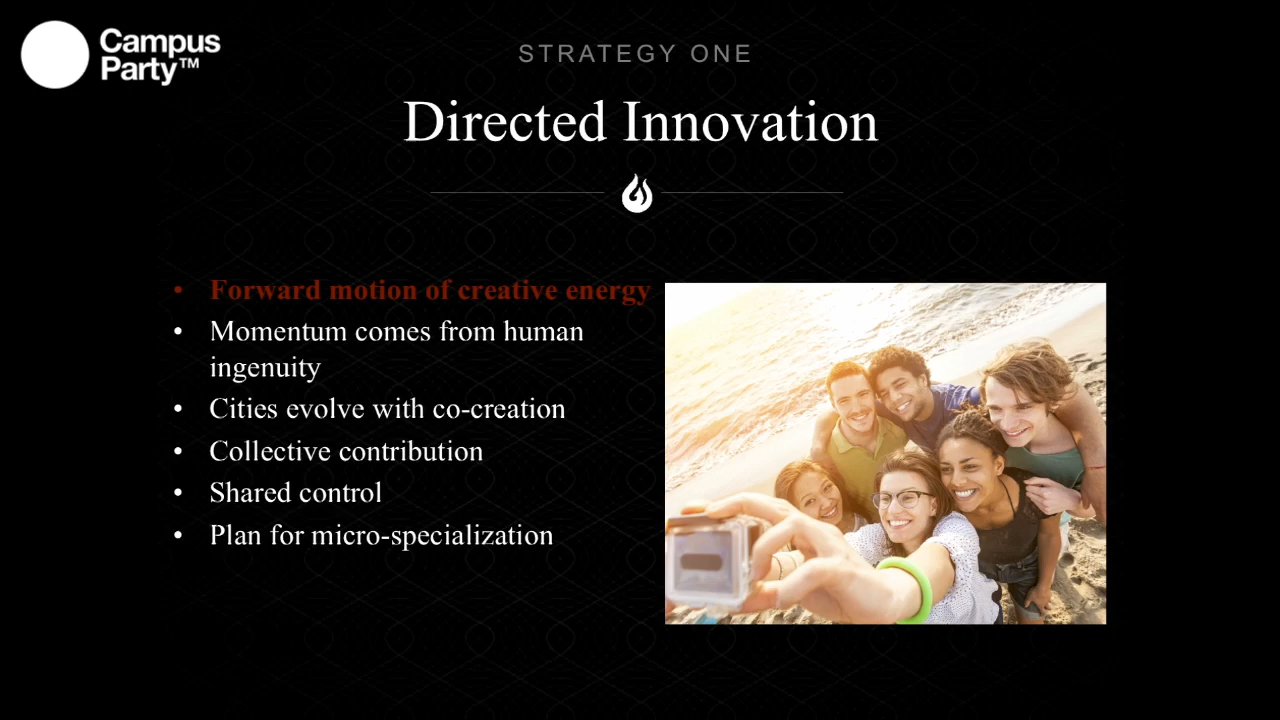 Campus
Party™
STRATEGY ONE
Directed Innovation
• Forward motion of creative energy
• Momentum comes from human
ingenuity
• Cities evolve with co-creation
• Collective contribution
• Shared control
• Plan for micro-specialization